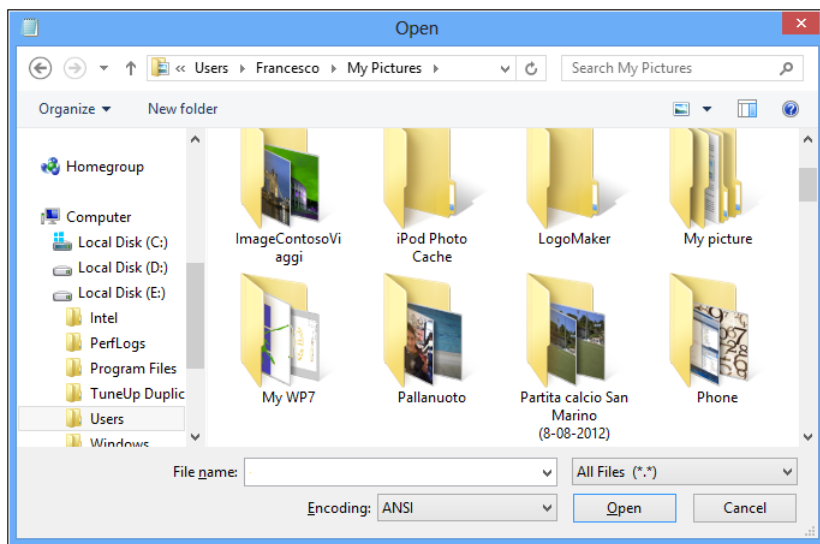 Open
« Users Francesco My Pictures
Search My Pictures
Organize
New folder
Homegroup
Computer
Local Disk (C:)
Local Disk (D:)
Local Disk (E:)
Intel
PerfLogs
Program Files
TuneUp Duplic
Users
Windows
ImageContosoVi
aggi
iPod Photo
Cache
LogoMaker
My picture
My WP7
Pallanuoto
Partita calcio San
Marino
(8-08-2012)
Phone
File name:
All Files (*.*)
Encoding: ANSI
Open
Cancel